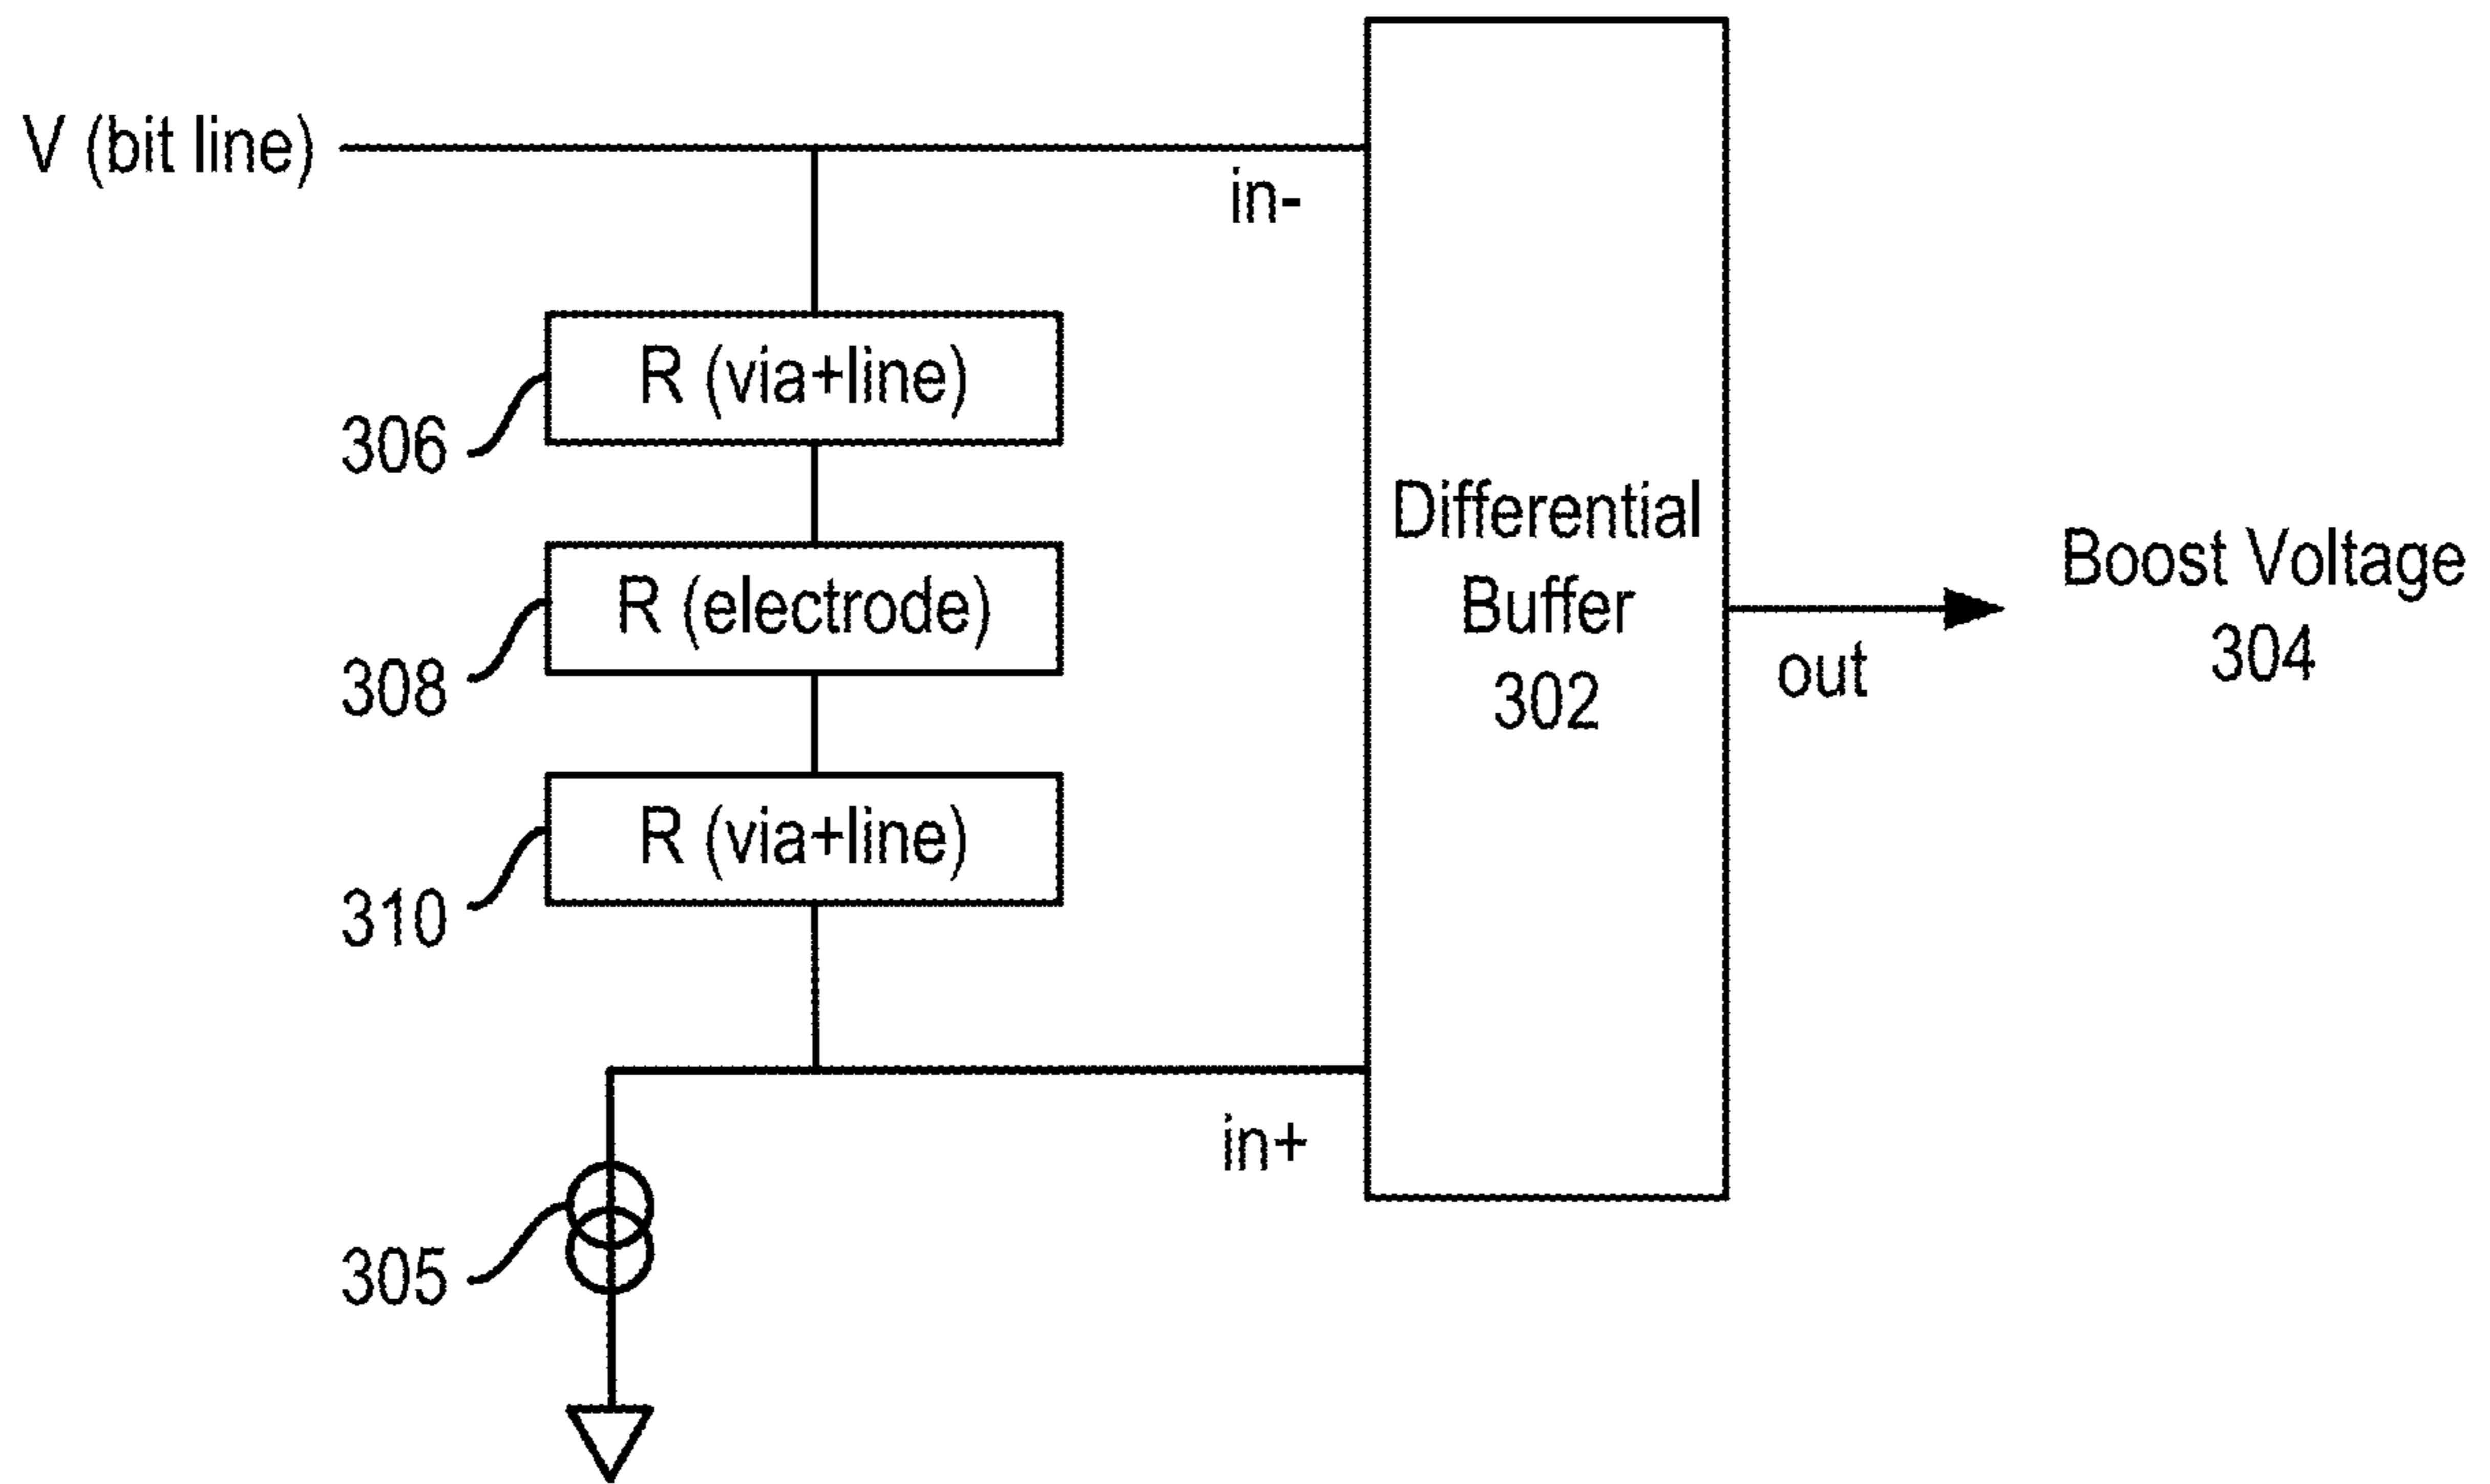 V (bit line)
in-
R (via+line)
306
R (electrode)
308
R (via+line)
310
Differential
Buffer
302
out
Boost Voltage
304
in+
305